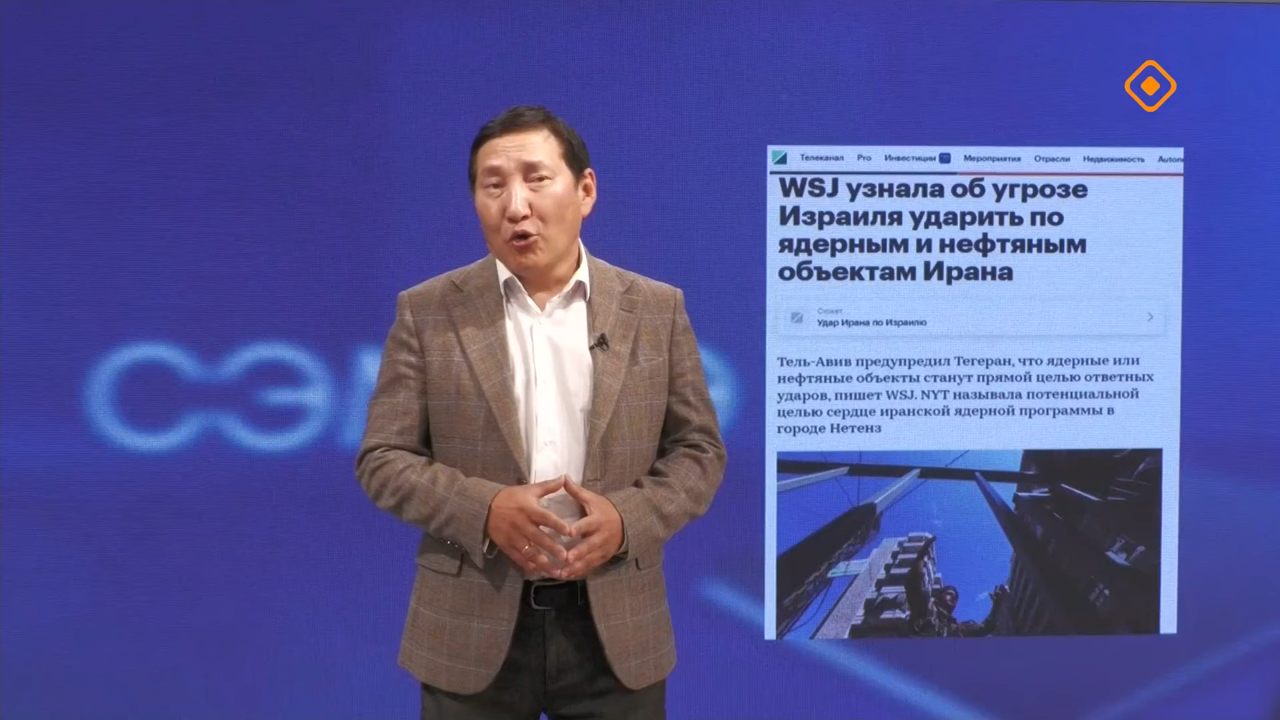 Телеканал Pro Инвестиции Мероприятия Отрасли Недвижимость
WSJ узнала об угрозе
Израиля ударить по
ядерным и нефтяным
объектам Ирана
Сюжет
Удар Ирана по Израилю
Тель-Авив предупредил Тегеран, что ядерные или
нефтяные объекты станут прямой целью ответных
ударов, пишет WSJ. NYT называла потенциальной
целью сердце иранской ядерной программы в
городе Нетенз